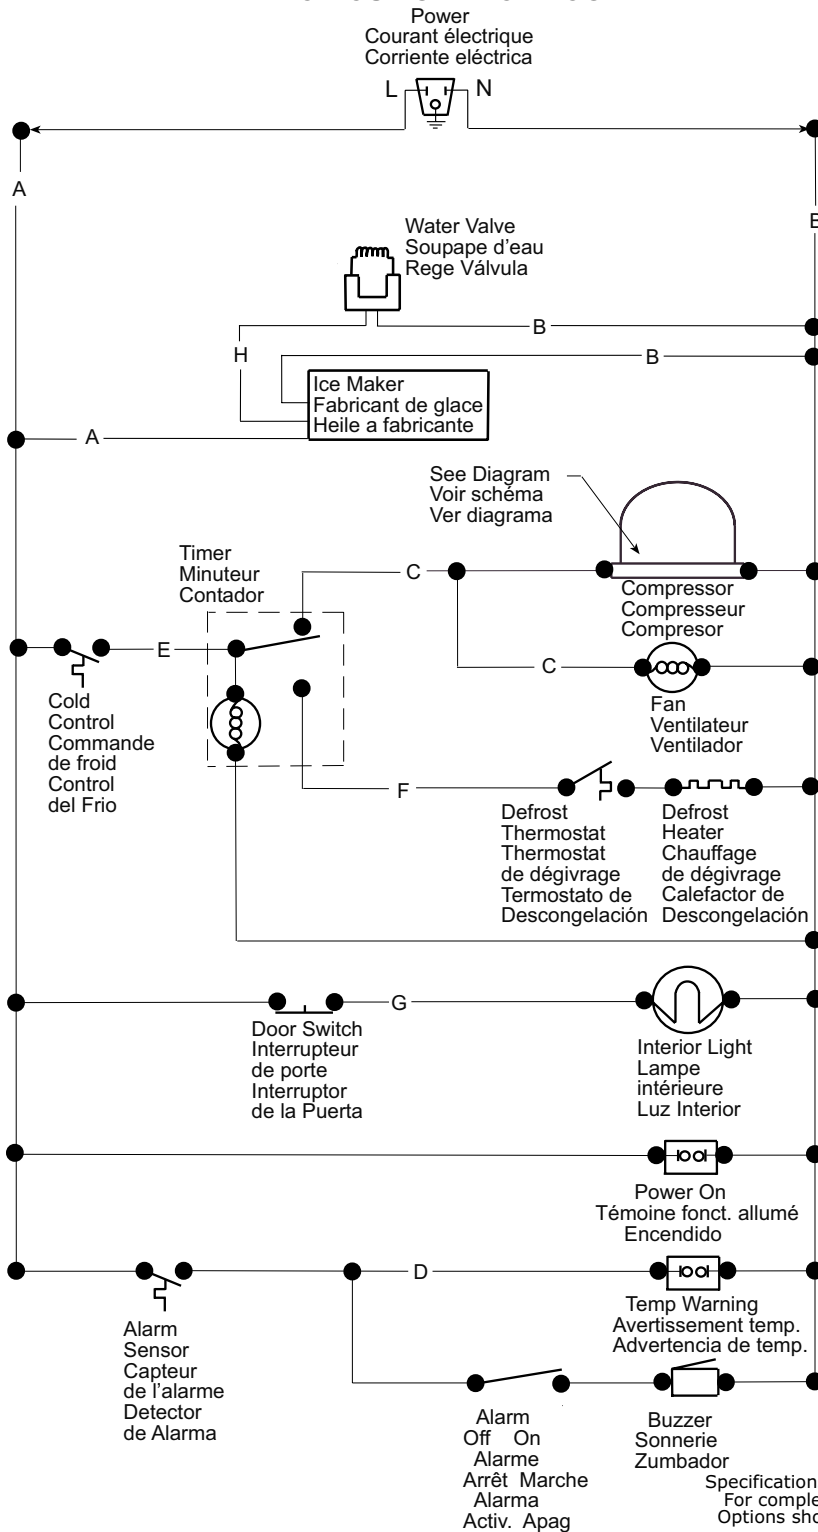 Power
Courant électrique
Corriente eléctrica
L N
A
B
Water Valve
Soupape d'eau
Rege Válvula
B
H
B
Ice Maker
Fabricant de glace
Heile a fabricante
A
See Diagram
Voir schéma
Ver diagrama
Timer
Minuteur
Contador
C
Compressor
Compresseur
Compresor
E
C
Cold
Control
Commande
de froid
Control
del Frio
Fan
Ventilateur
Ventilador
F
Defrost
Thermostat
Thermostat
de dégivrage
Termostato de
Descongelación
Defrost
Heater
Chauffage
de dégivrage
Calefactor de
Descongelación
G
Door Switch
Interrupteur
de porte
Interruptor
de la Puerta
Interior Light
Lampe
intérieure
Luz Interior
Power On
Témoine fonct. allumé
Encendido
D
Temp Warning
Avertissement temp.
Advertencia de temp.
Alarm
Sensor
Capteur
de l'alarme
Detector
de Alarma
Alarm
Off On
Alarme
Arrêt Marche
Alarma
Activ. Apag
Buzzer
Sonnerie
Zumbador
Specification
For comple
Options sho